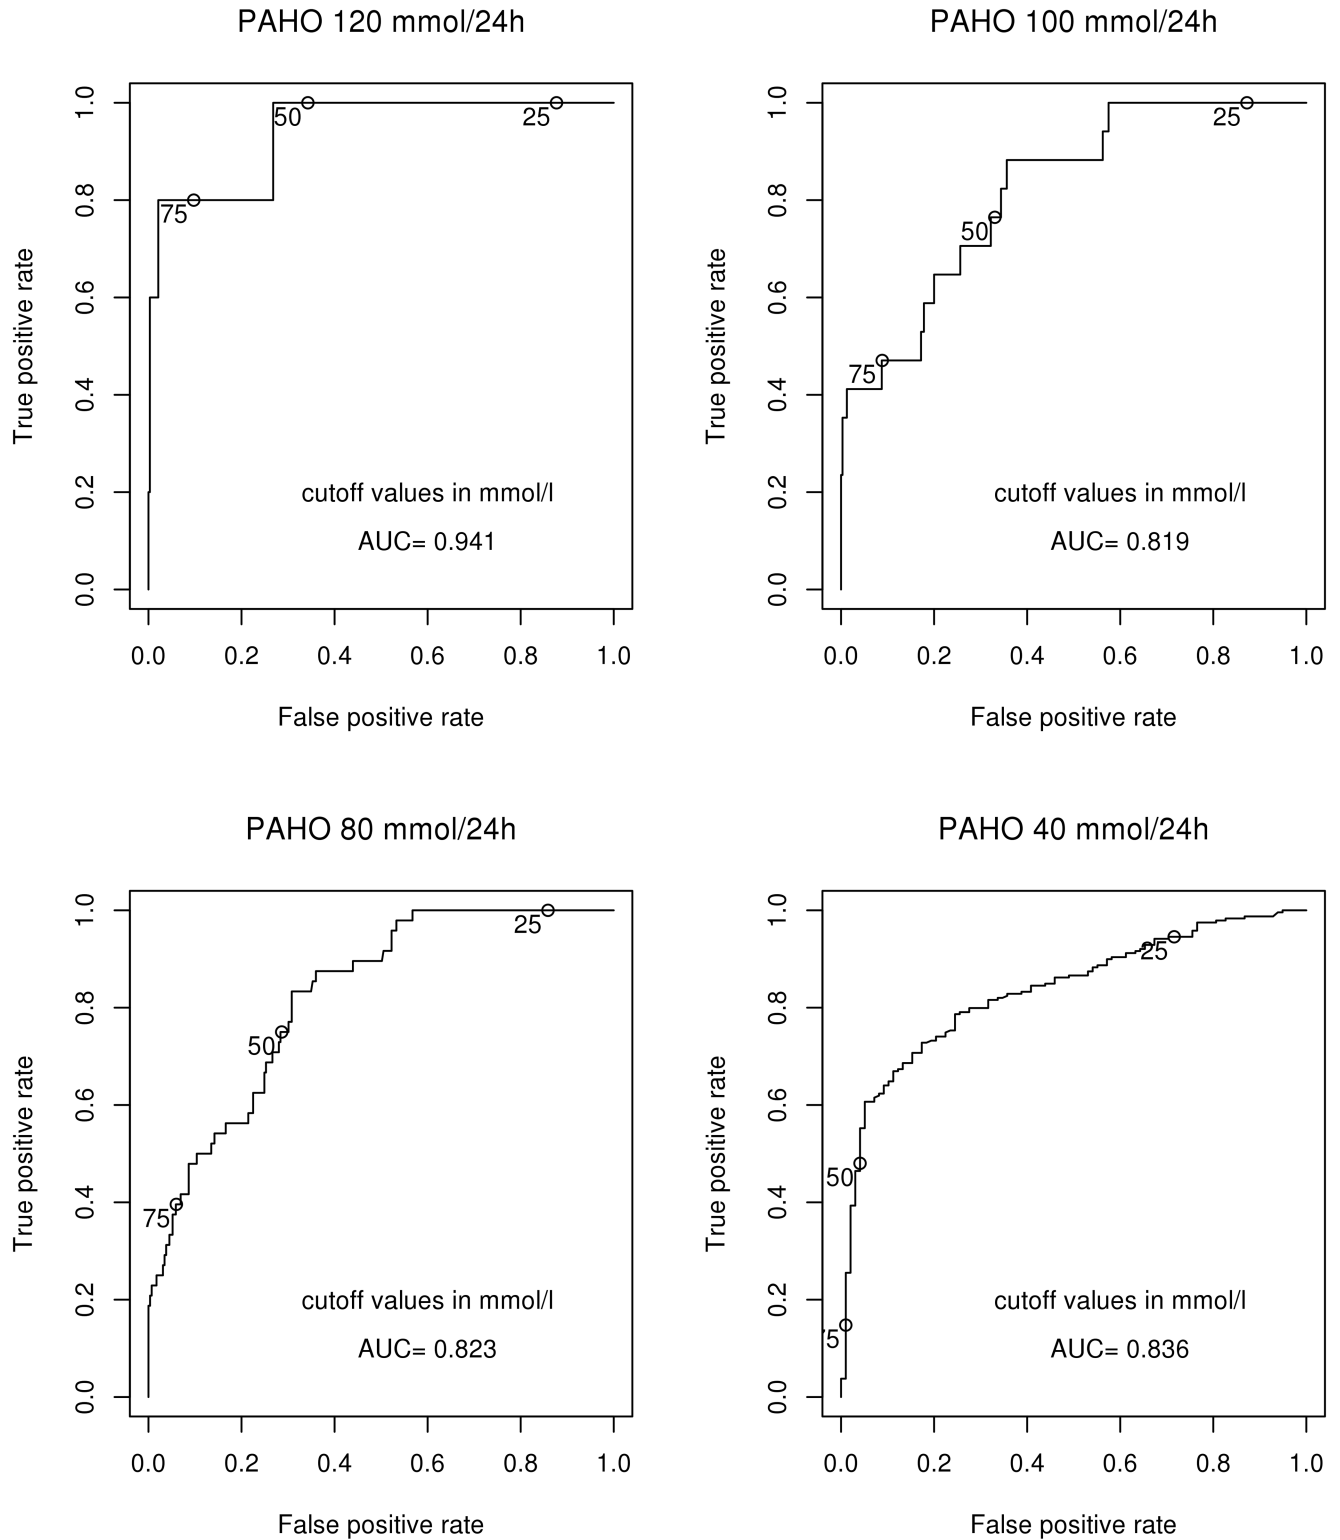 PAHO 120 mmol/24h
True positive rate
1.0
0.8
0.6
0.4
0.2
0.0
50
25
75
cutoff values in mmol/l
AUC= 0.941
0.0 0.2 0.4 0.6 0.8 1.0
False positive rate
PAHO 100 mmol/24h
True positive rate
1.0
0.8
0.6
0.4
0.2
0.0
25
50
75
cutoff values in mmol/l
AUC= 0.819
0.0 0.2 0.4 0.6 0.8 1.0
False positive rate
PAHO 80 mmol/24h
True positive rate
1.0
0.8
0.6
0.4
0.2
0.0
25
50
75
cutoff values in mmol/l
AUC= 0.823
0.0 0.2 0.4 0.6 0.8 1.0
False positive rate
PAHO 40 mmol/24h
True positive rate
1.0
0.8
0.6
0.4
0.2
0.0
25
50
75
cutoff values in mmol/l
AUC= 0.836
0.0 0.2 0.4 0.6 0.8 1.0
False positive rate